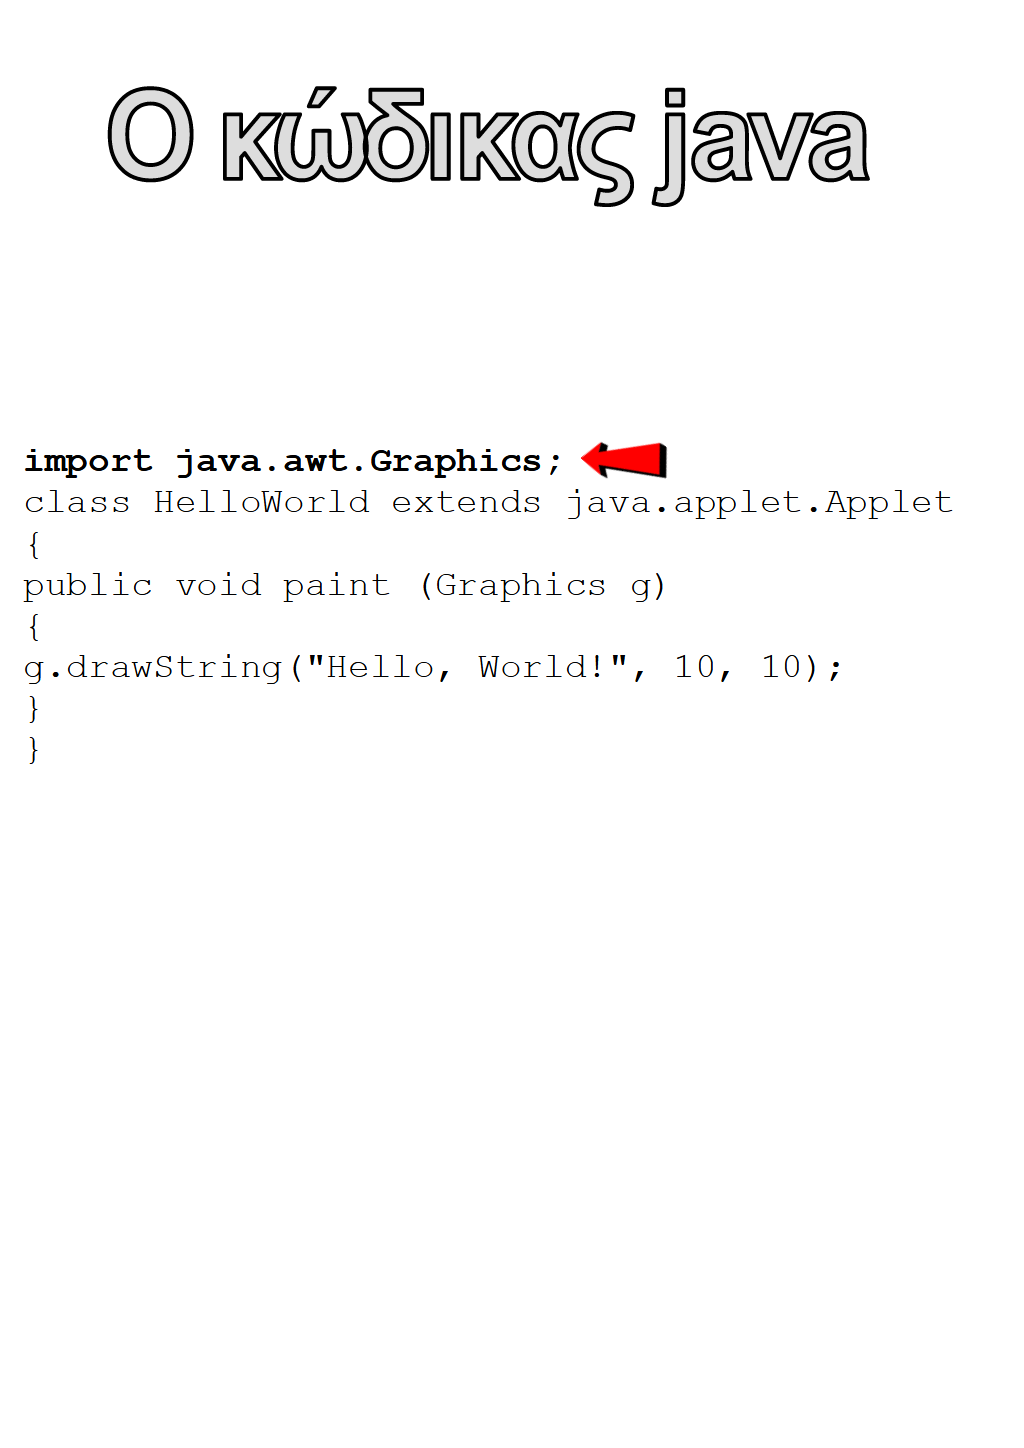 Ο κώδικας java
import java.awt.Graphics;
class HelloWorld extends java.applet.Applet
{
public void paint (Graphics g)
{
g.drawString("Hello, World!", 10, 10);
}
}